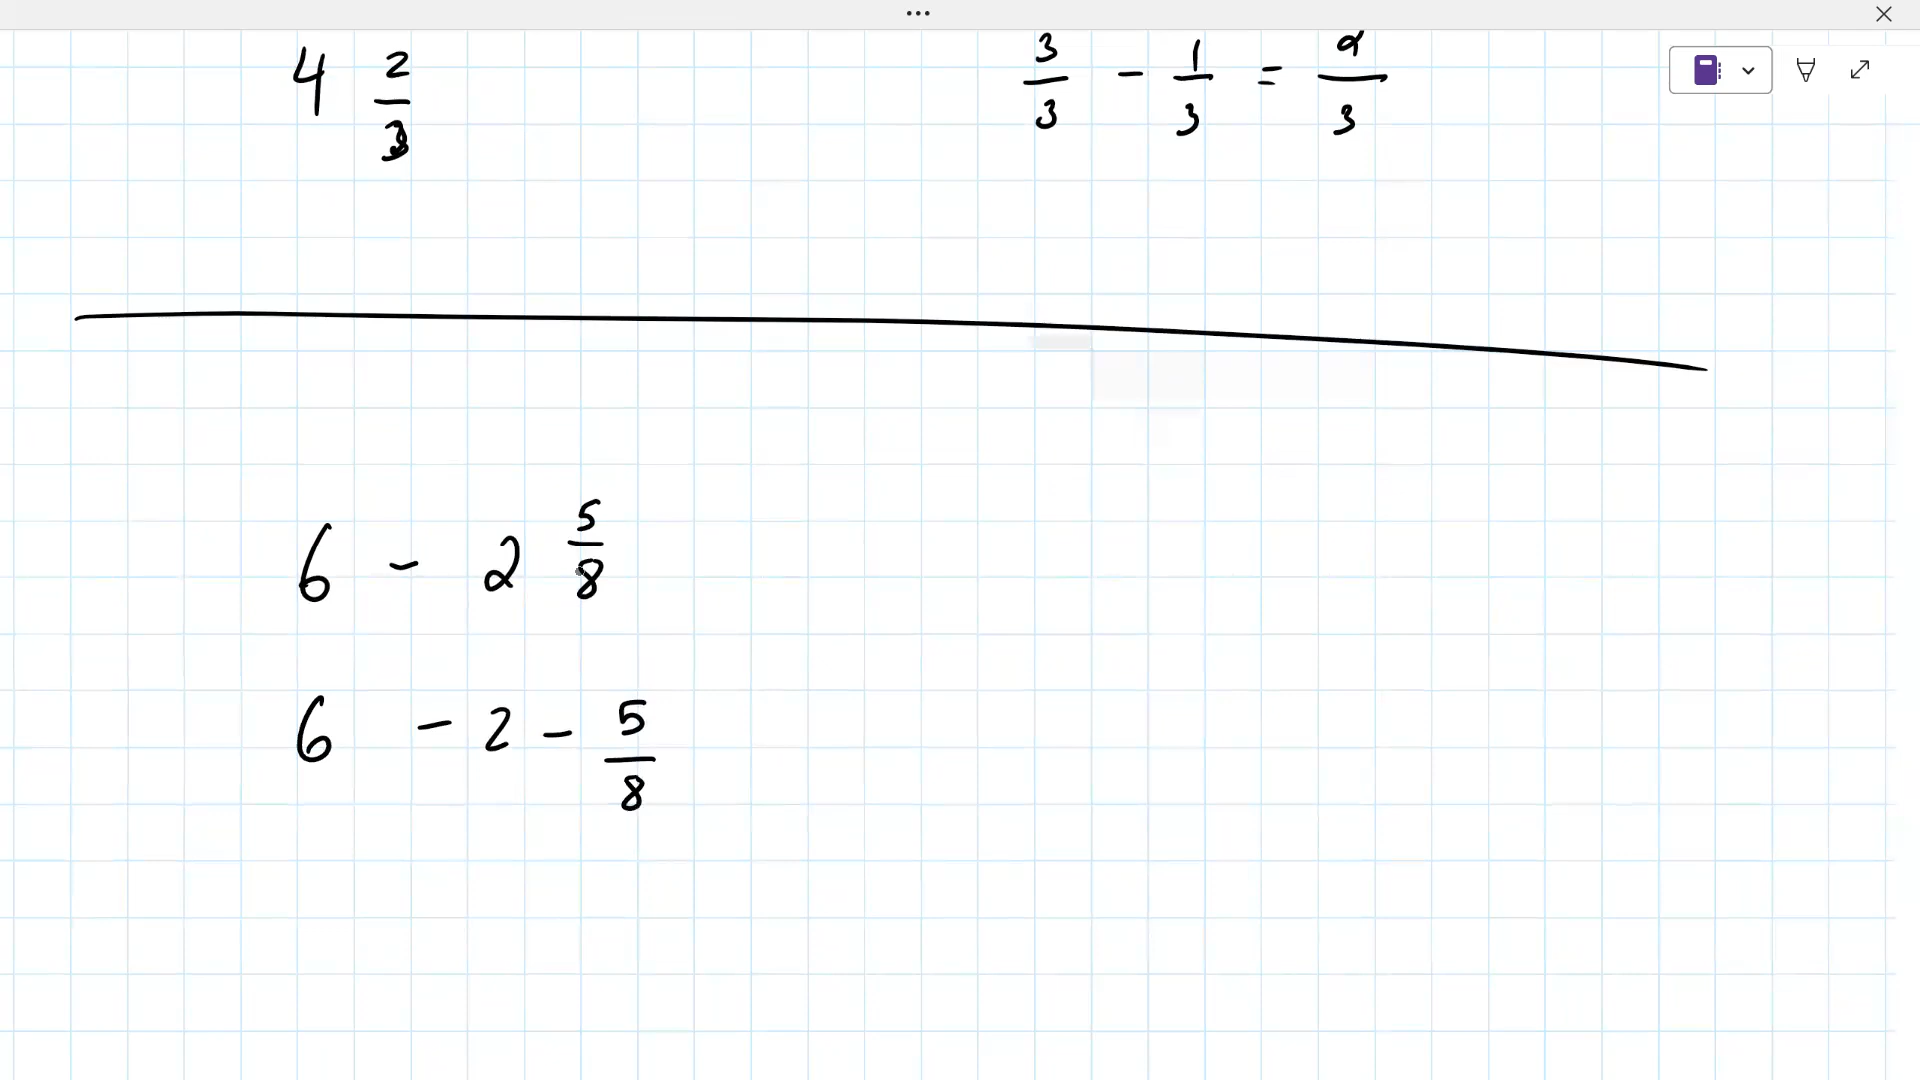 4 2/3
3/3 - 1/3 = 2/3
6 - 2 5/8
6 - 2 - 5/8